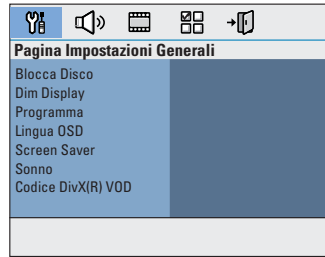 Pagina Impostazioni Generali
Blocca Disco
Dim Display
Programma
Lingua OSD
Screen Saver
Sonno
Codice DivX(R) VOD